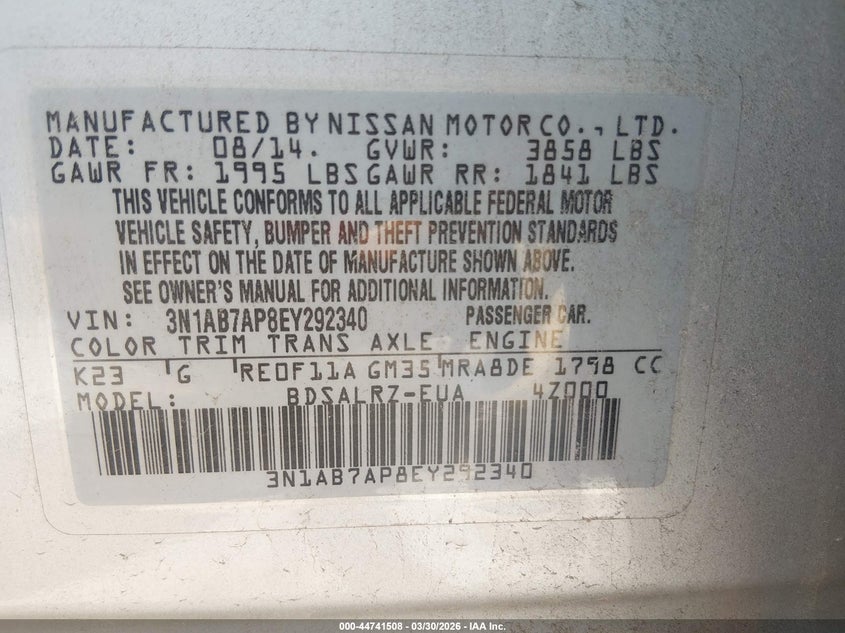 MANUFACTURED BY NISSAN MOTOR CO., LTD.
DATE: 08/14. GVWR: 3858 LBS
GAWR FR: 1995 LBS GAWR RR: 1841 LBS
THIS VEHICLE CONFORMS TO ALL APPLICABLE FEDERAL MOTOR
VEHICLE SAFETY, BUMPER AND THEFT PREVENTION STANDARDS
IN EFFECT ON THE DATE OF MANUFACTURE SHOWN ABOVE.
SEE OWNER'S MANUAL FOR ADDITIONAL INFORMATION.
VIN: 3N1AB7AP8EY292340 PASSENGER CAR.
COLOR TRIM TRANS AXLE ENGINE
K23 G RE0F11A GM35 MRA8DE 1798 CC
MODEL: BDSALRZ-EUA 4Z000
3N1AB7AP8EY292340
000-44741508 - 03/30/2026 - IAA Inc.